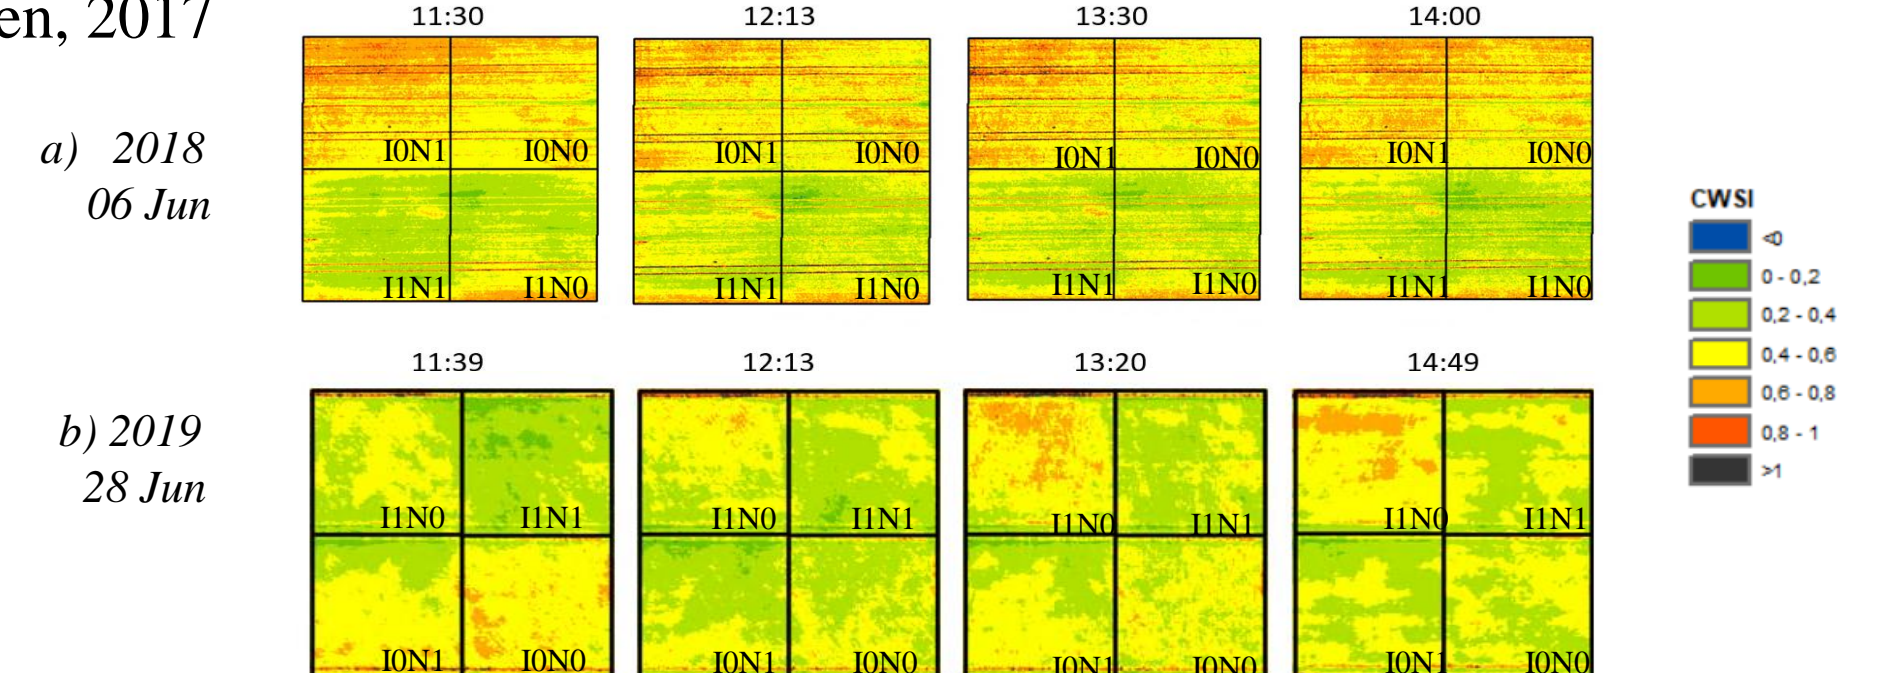 en, 2017
11:30 12:13 13:30 14:00
a) 2018
06 Jun
I0N1 I0N0 I0N1 I0N0 I0N1 I0N0 I0N1 I0N0
I1N1 I1N0 I1N1 I1N0 I1N1 I1N0 I1N1 I1N0
CWSI
<0
0 - 0,2
0,2 - 0,4
0,4 - 0,6
0,6 - 0,8
0,8 - 1
>1
11:39 12:13 13:20 14:49
b) 2019
28 Jun
I1N0 I1N1 I1N0 I1N1 I1N0 I1N1 I1N0 I1N1
I0N1 I0N0 I0N1 I0N0 I0N1 I0N0 I0N1 I0N0